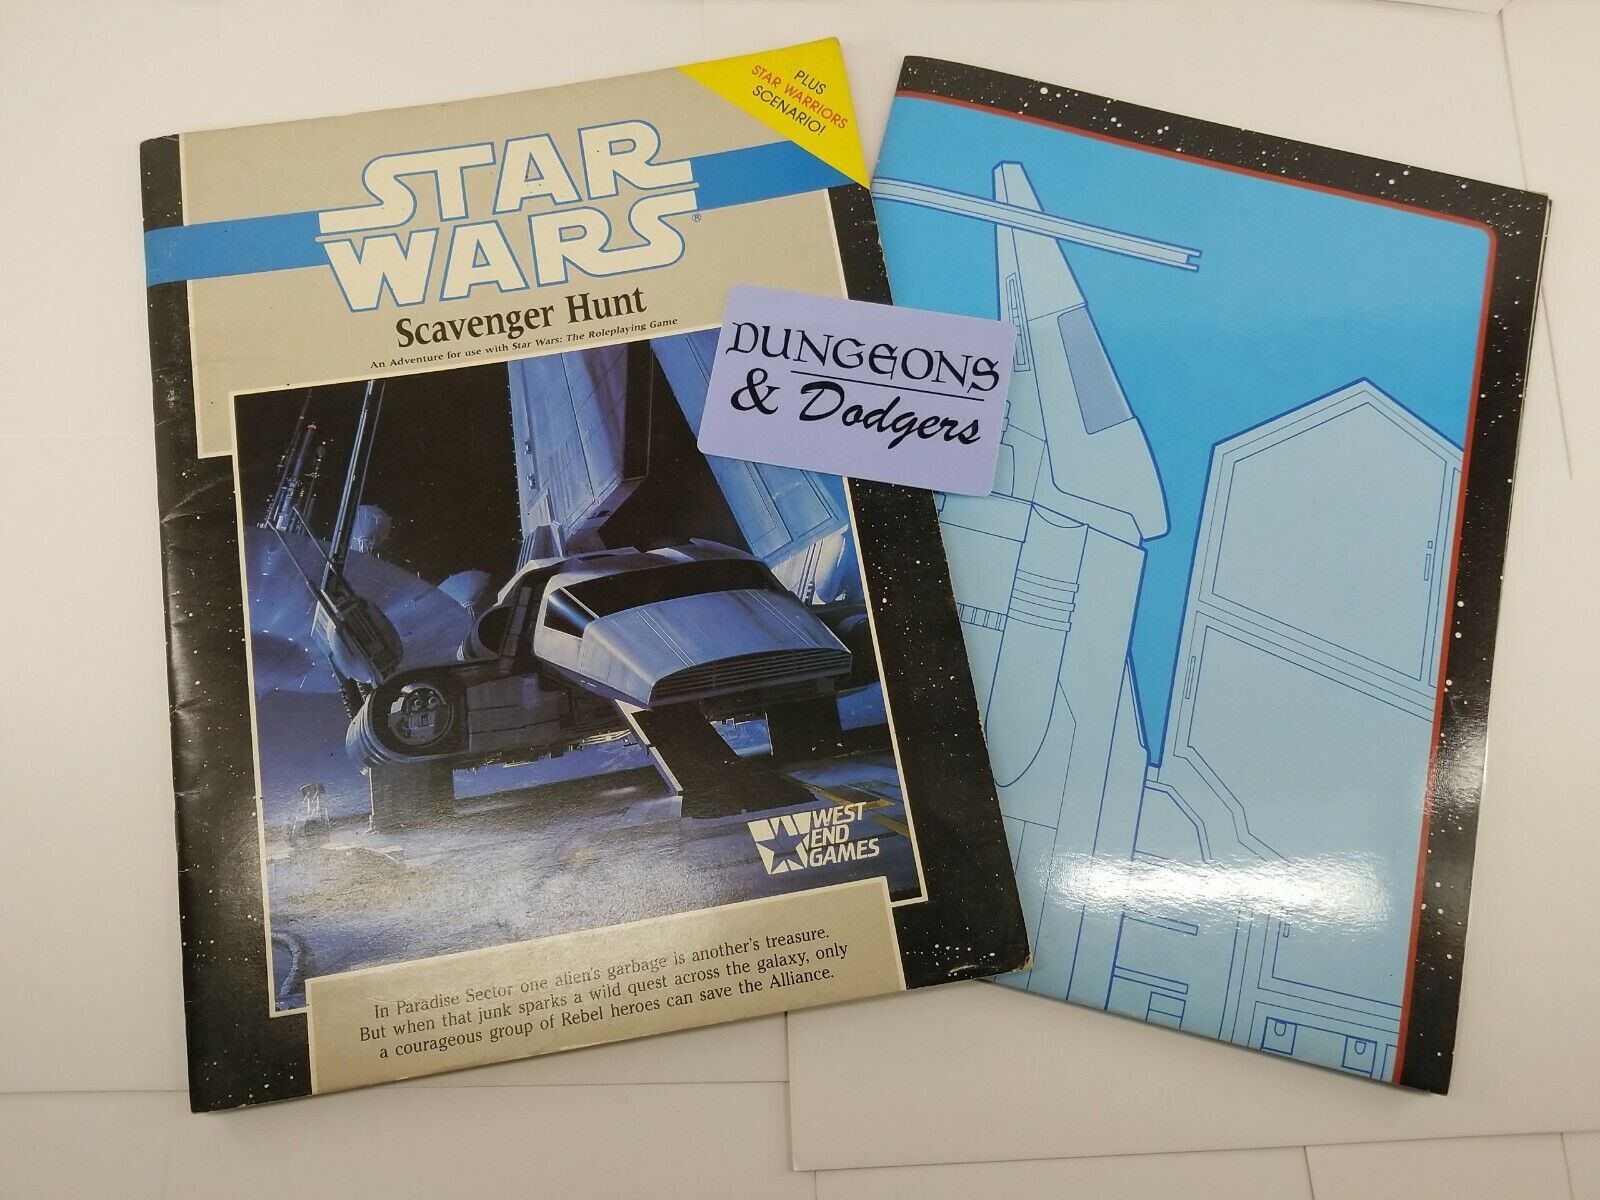 PLUS
STAR WARRIORS
SCENARIO!
STAR
WARS®
Scavenger Hunt
An Adventure for use with Star Wars: The Roleplaying Game
DUNGEONS
& Dodgers
WEST
END
GAMES
In Paradise Sector one alien's garbage is another's treasure.
But when that junk sparks a wild quest across the galaxy, only
a courageous group of Rebel heroes can save the Alliance.